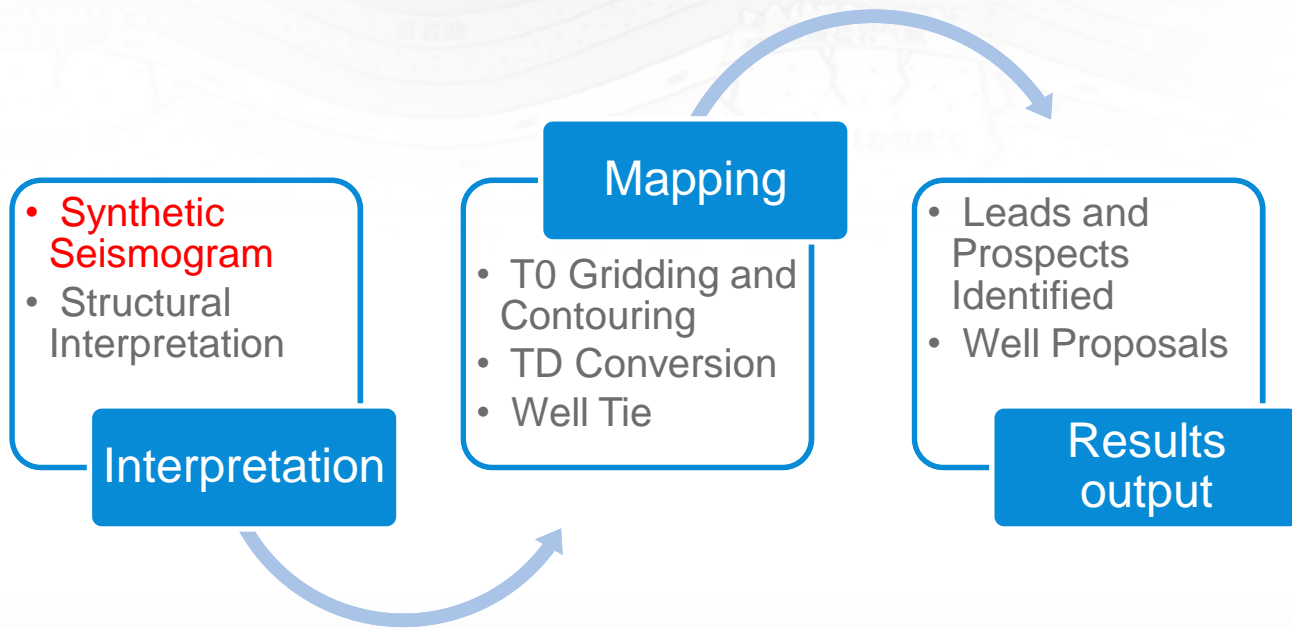 • Synthetic
Seismogram
• Structural
Interpretation
Interpretation
Mapping
• T0 Gridding and
Contouring
• TD Conversion
• Well Tie
• Leads and
Prospects
Identified
• Well Proposals
Results
output